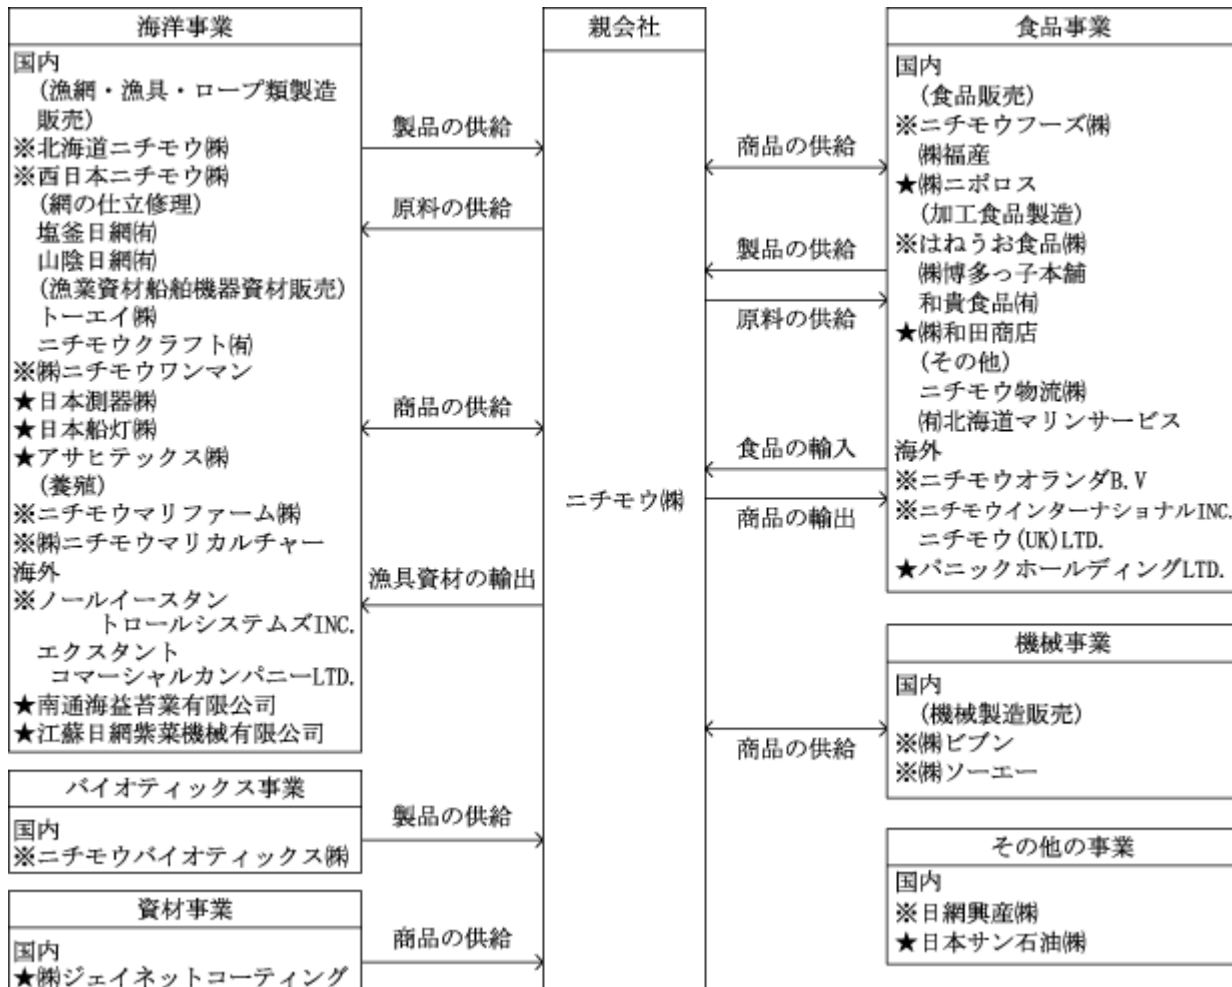 海洋事業
国内
(漁網・漁具・ロープ類製造
販売)
※北海道ニチモウ㈱
※西日本ニチモウ㈱
(網の仕立修理)
塩釜日網㈲
山陰日網㈲
(漁業資材船舶機器資材販売)
トーエイ㈱
ニチモウクラフト㈲
※㈱ニチモウワンマン
★日本測器㈱
★日本船灯㈱
★アサヒテックス㈱
(養殖)
※ニチモウマリファーム㈱
※㈱ニチモウマリカルチャー
海外
※ノールイースタン
トロールシステムズINC.
エクスタント
コマーシャルカンパニーLTD.
★南通海益苔業有限公司
★江蘇日網紫菜機械有限公司
バイオティックス事業
国内
※ニチモウバイオティックス㈱
資材事業
国内
★㈱ジェイネットコーティング
製品の供給
原料の供給
商品の供給
漁具資材の輸出
製品の供給
商品の供給
親会社
ニチモウ㈱
商品の供給
製品の供給
原料の供給
食品の輸入
商品の輸出
商品の供給
食品事業
国内
(食品販売)
※ニチモウフーズ㈱
㈱福産
★㈱ニポロス
(加工食品製造)
※はねうお食品㈱
㈱博多っ子本舗
和貴食品㈲
★㈱和田商店
(その他)
ニチモウ物流㈱
㈲北海道マリンサービス
海外
※ニチモウオランダB.V
※ニチモウインターナショナルINC.
ニチモウ(UK)LTD.
★パニックホールディングLTD.
機械事業
国内
(機械製造販売)
※㈱ビブン
※㈱ソーエー
その他の事業
国内
※日網興産㈱
★日本サン石油㈱